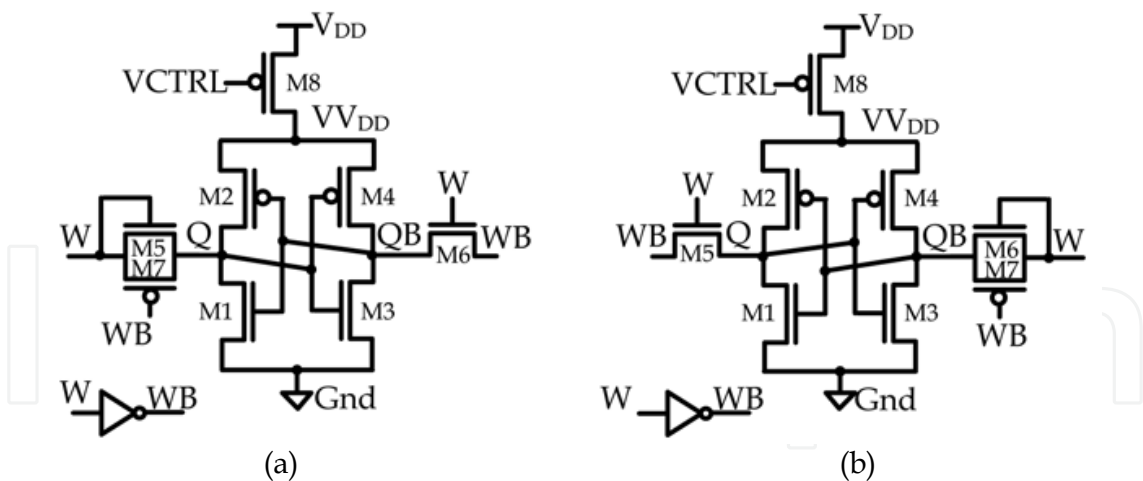 VDD
VCTRL
M8
VVDD
M2
M4
W
W
Q
QB
WB
M5
M7
M6
WB
M1
M3
W
WB
Gnd
(a)
VDD
VCTRL
M8
VVDD
M2
M4
W
WB
Q
QB
W
M5
M6
M7
M1
M3
WB
W
WB
Gnd
(b)